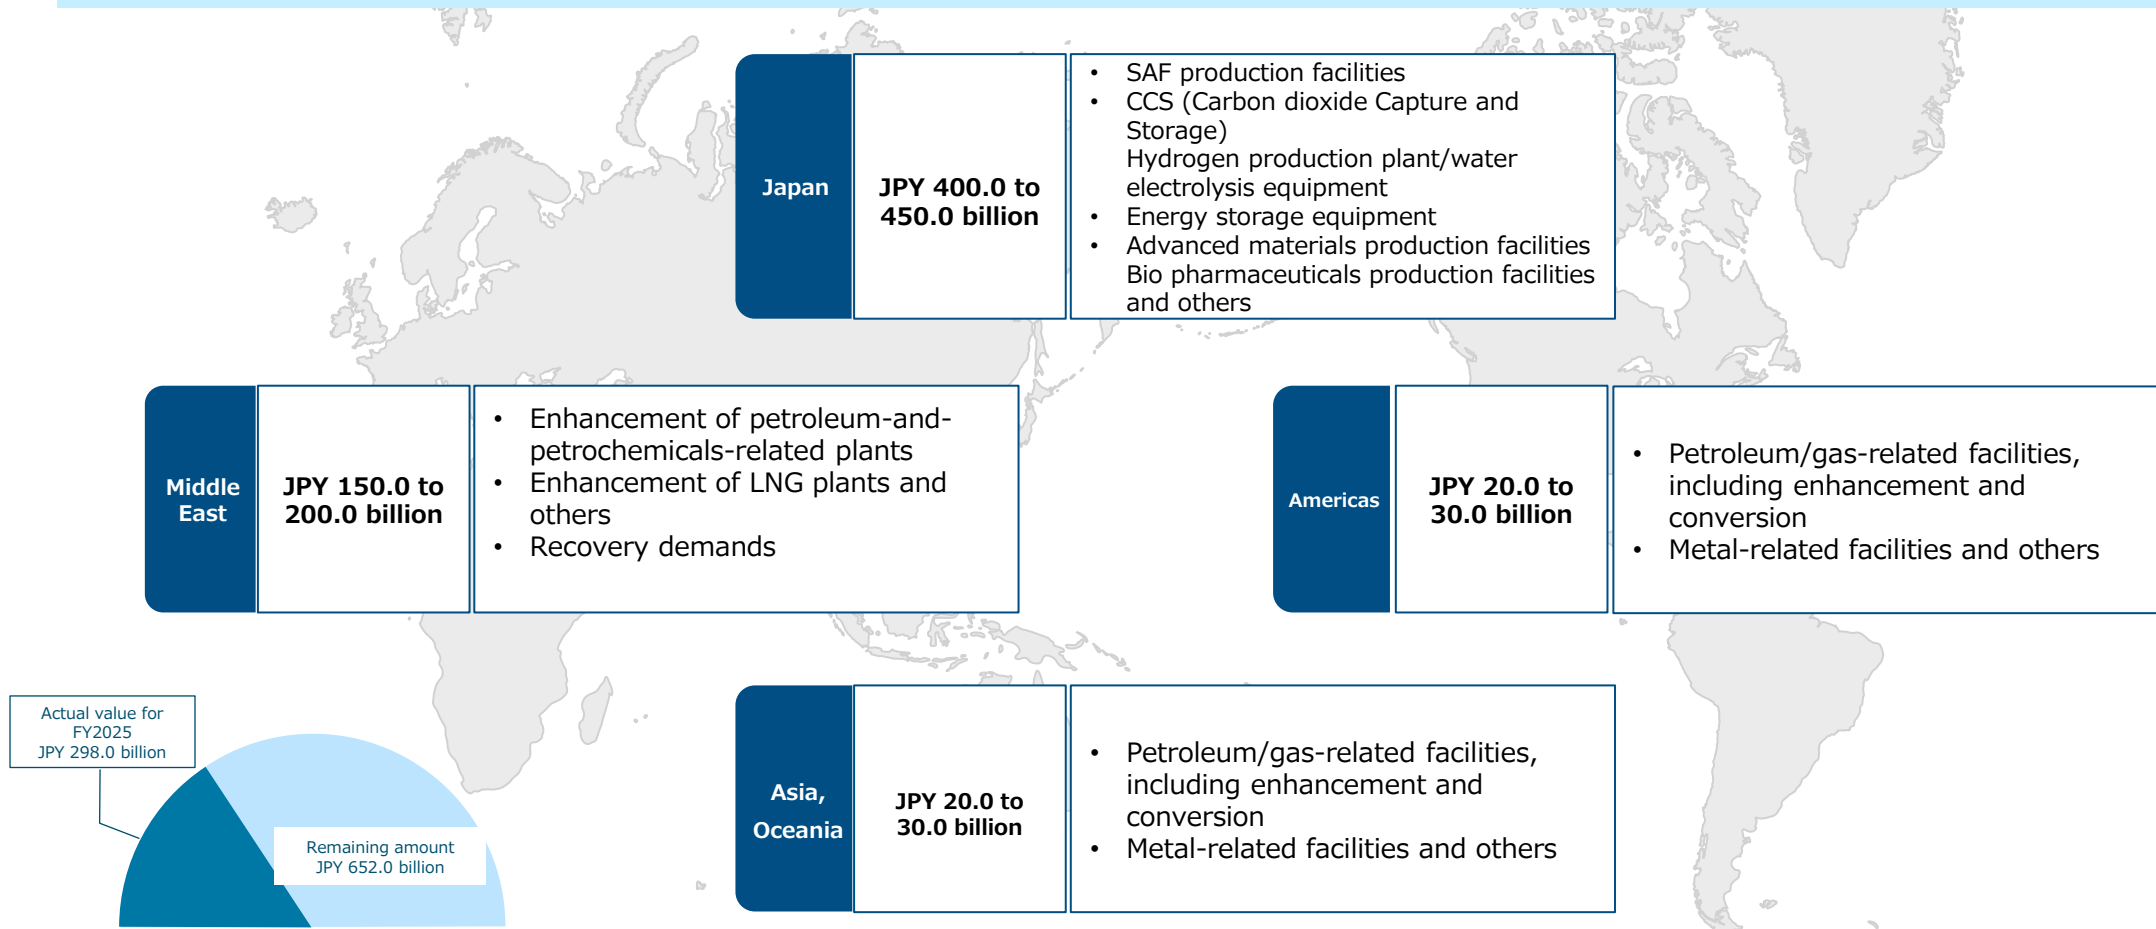 Japan
JPY 400.0 to
450.0 billion
• SAF production facilities
• CCS (Carbon dioxide Capture and
Storage)
Hydrogen production plant/water
electrolysis equipment
• Energy storage equipment
• Advanced materials production facilities
Bio pharmaceuticals production facilities
and others
Middle
East
JPY 150.0 to
200.0 billion
• Enhancement of petroleum-and-
petrochemicals-related plants
• Enhancement of LNG plants and
others
• Recovery demands
Americas
JPY 20.0 to
30.0 billion
• Petroleum/gas-related facilities,
including enhancement and
conversion
• Metal-related facilities and others
Asia,
Oceania
JPY 20.0 to
30.0 billion
• Petroleum/gas-related facilities,
including enhancement and
conversion
• Metal-related facilities and others
Actual value for
FY2025
JPY 298.0 billion
Remaining amount
JPY 652.0 billion